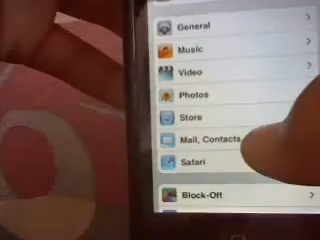 General
Music
Video
Photos
Store
Mail, Contacts,
Safari
Block-Off